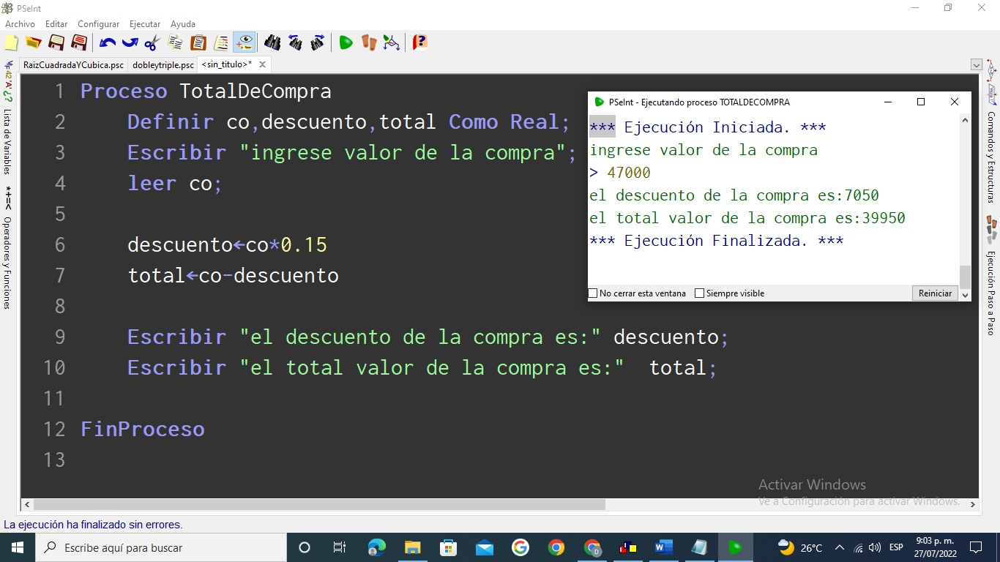 PSeInt
Archivo Editar Configurar Ejecutar Ayuda
RaizCuadradaYCubica.psc dobleytriple.psc <sin_titulo>*
*+=< Operadores y Funciones
42 'A' ¿? Lista de Variables
1 Proceso TotalDeCompra
2 Definir co,descuento,total Como Real;
3 Escribir "ingrese valor de la compra";
4 leer co;
5
6 descuento←co*0.15
7 total←co-descuento
8
9 Escribir "el descuento de la compra es:" descuento;
10 Escribir "el total valor de la compra es:"  total;
11
12 FinProceso
13
PSeInt - Ejecutando proceso TOTALDECOMPRA
*** Ejecución Iniciada. ***
ingrese valor de la compra
> 47000
el descuento de la compra es:7050
el total valor de la compra es:39950
*** Ejecución Finalizada. ***
No cerrar esta ventana Siempre visible Reiniciar
Comandos y Estructuras
Ejecución Paso a Paso
Activar Windows
Ve a Configuración para activar Windows.
La ejecución ha finalizado sin errores.
Escribe aquí para buscar
26°C ESP
9:03 p. m.
27/07/2022